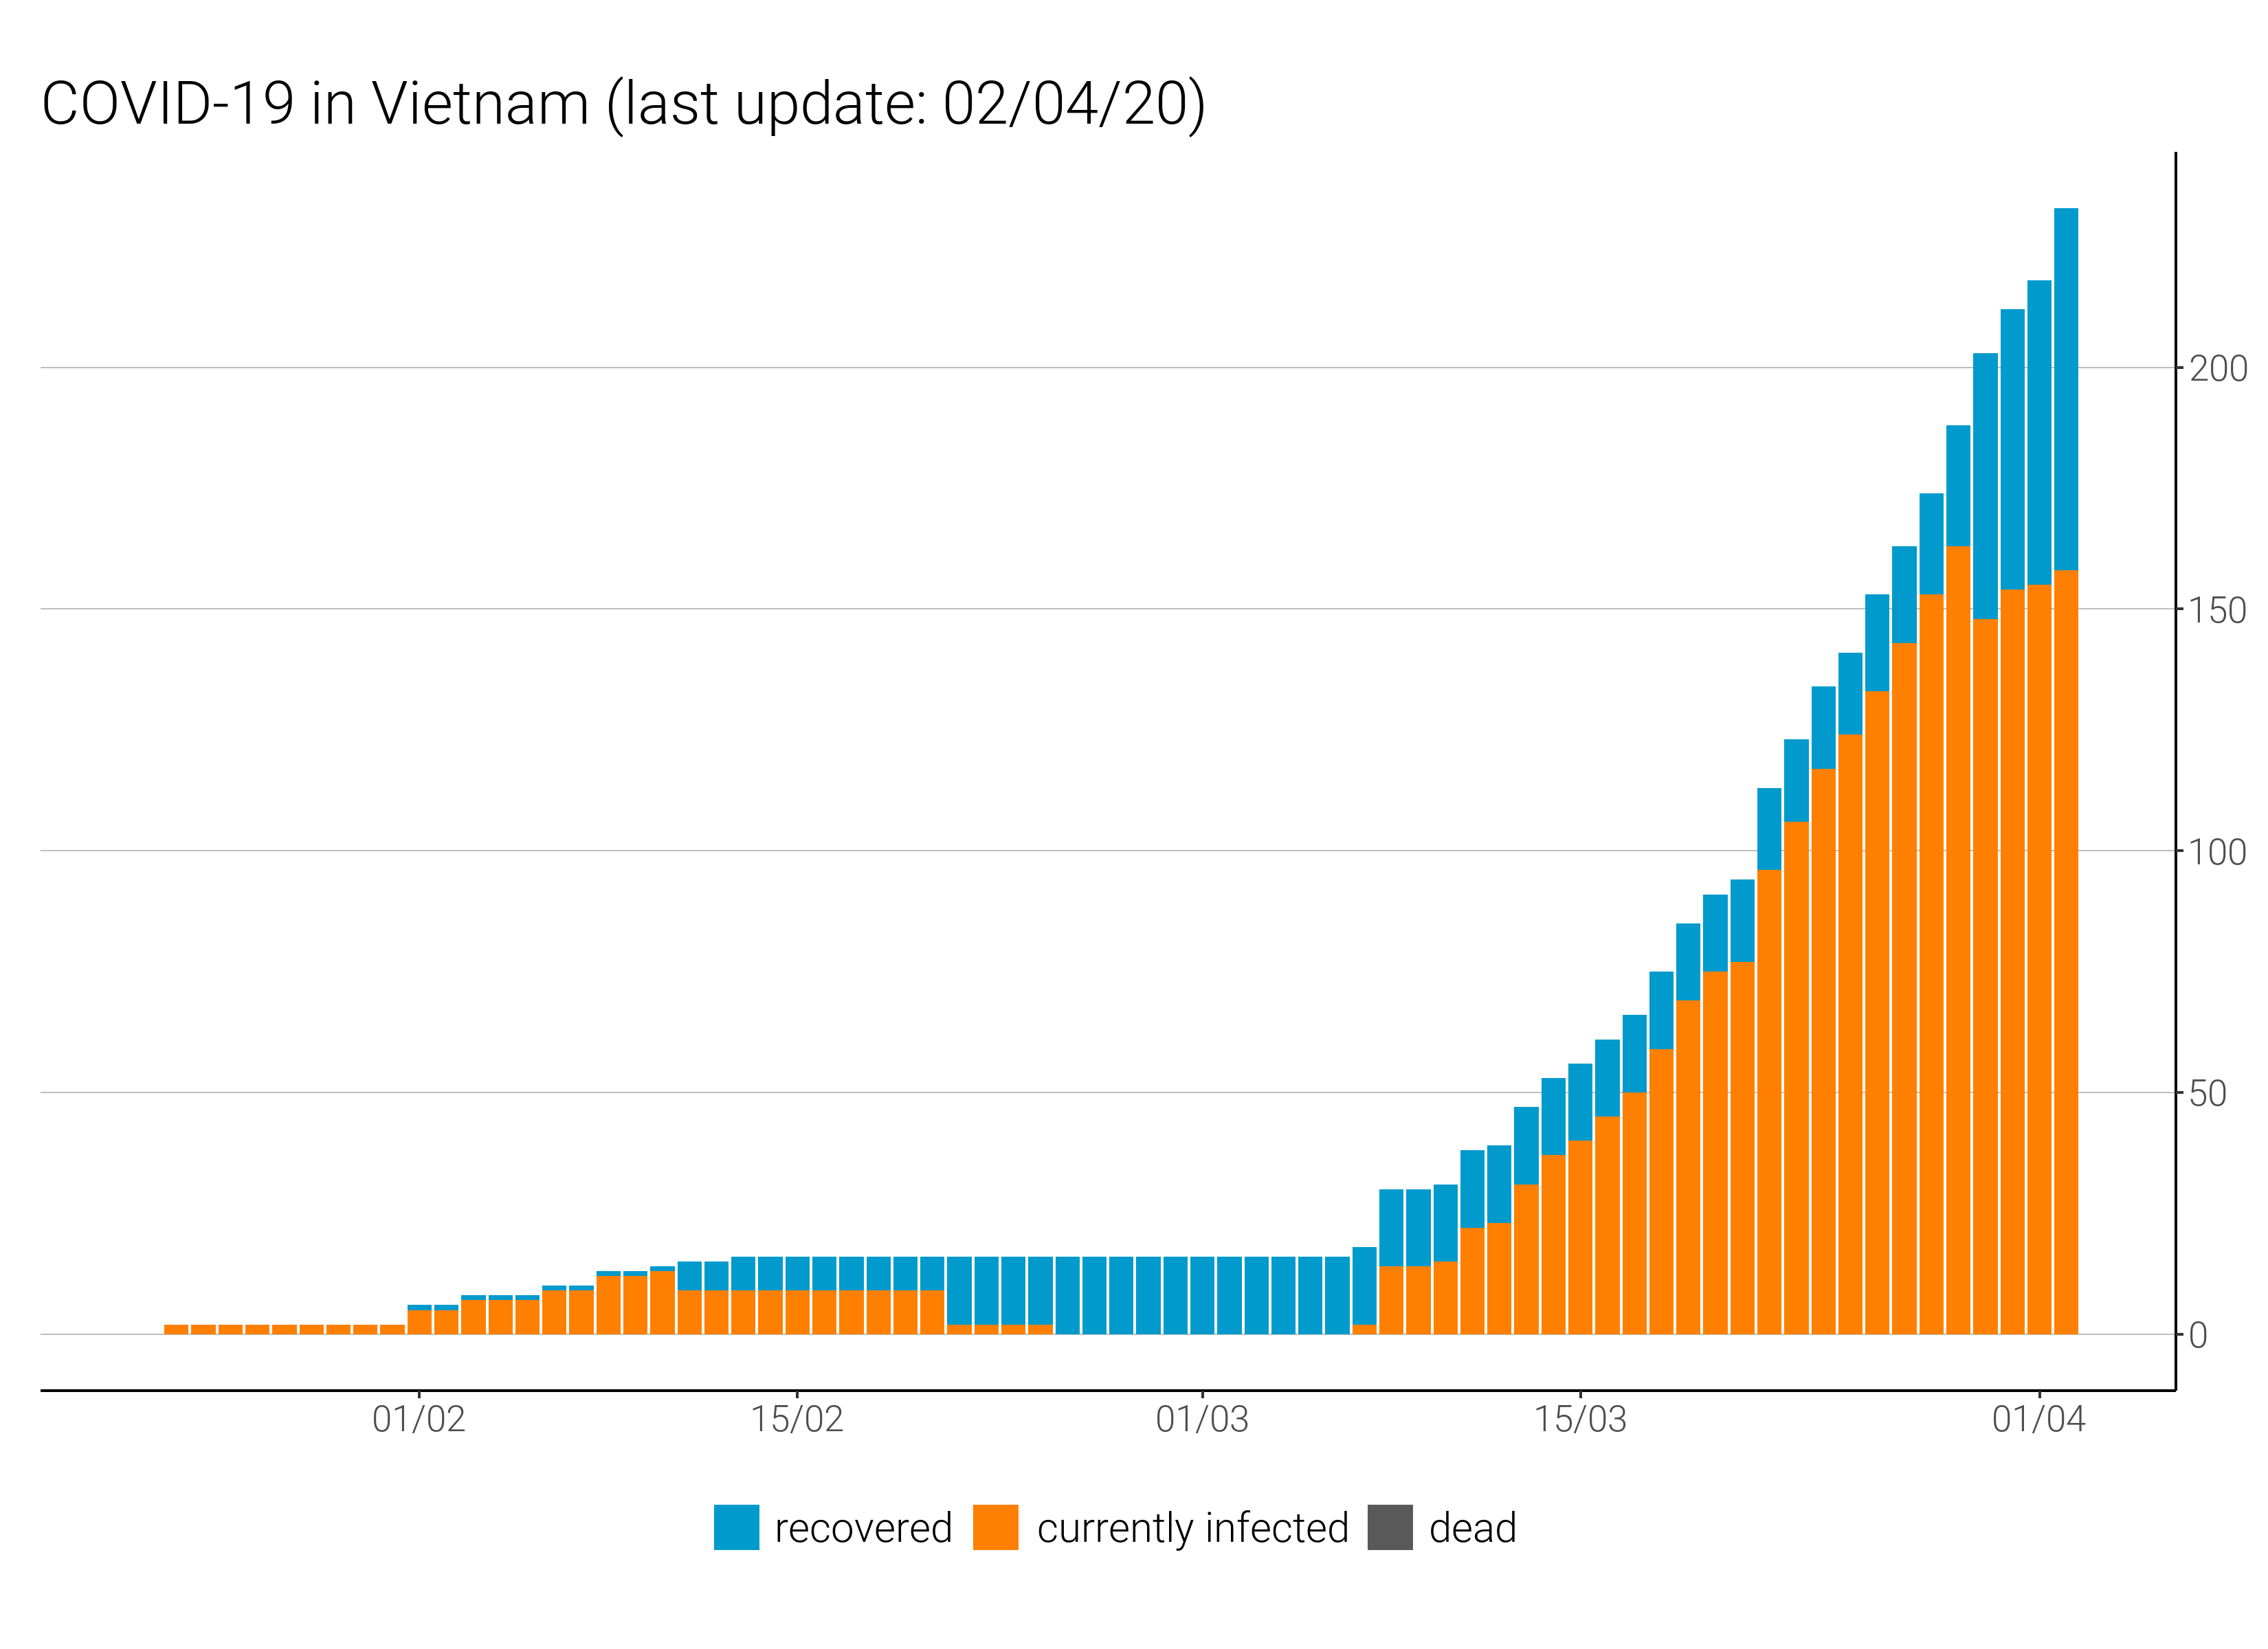 COVID-19 in Vietnam (last update: 02/04/20)
200
150
100
50
0
01/02 15/02 01/03 15/03 01/04
recovered currently infected dead